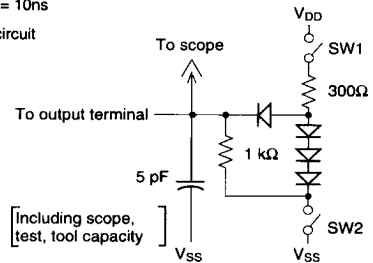 = 10ns
circuit
VDD
To scope
SW1
300Ω
To output terminal
1 kΩ
5 pF
SW2
[Including scope,
test, tool capacity]
VSS
VSS